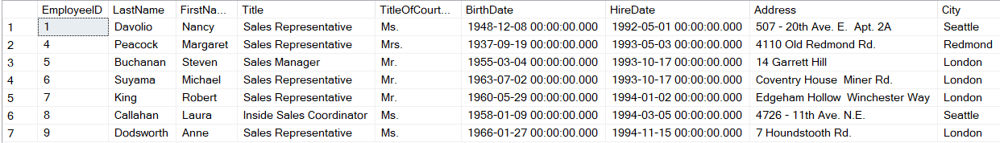 EmployeeID LastName FirstNa... Title TitleOfCourt... BirthDate HireDate Address City
1 1 Davolio Nancy Sales Representative Ms. 1948-12-08 00:00:00.000 1992-05-01 00:00:00.000 507 - 20th Ave. E.  Apt. 2A Seattle
2 4 Peacock Margaret Sales Representative Mrs. 1937-09-19 00:00:00.000 1993-05-03 00:00:00.000 4110 Old Redmond Rd. Redmond
3 5 Buchanan Steven Sales Manager Mr. 1955-03-04 00:00:00.000 1993-10-17 00:00:00.000 14 Garrett Hill London
4 6 Suyama Michael Sales Representative Mr. 1963-07-02 00:00:00.000 1993-10-17 00:00:00.000 Coventry House  Miner Rd. London
5 7 King Robert Sales Representative Mr. 1960-05-29 00:00:00.000 1994-01-02 00:00:00.000 Edgeham Hollow  Winchester Way London
6 8 Callahan Laura Inside Sales Coordinator Ms. 1958-01-09 00:00:00.000 1994-03-05 00:00:00.000 4726 - 11th Ave. N.E. Seattle
7 9 Dodsworth Anne Sales Representative Ms. 1966-01-27 00:00:00.000 1994-11-15 00:00:00.000 7 Houndstooth Rd. London